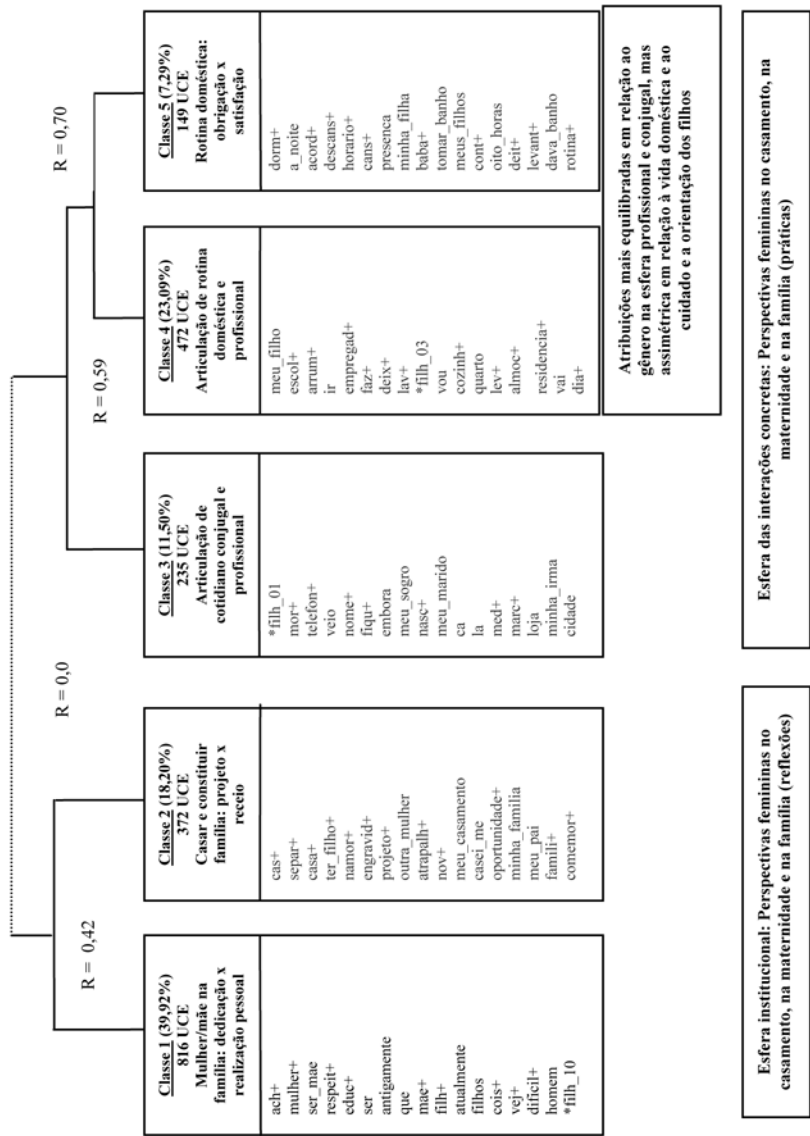 R = 0,0
R = 0,42
R = 0,59
R = 0,70
Classe 1 (39,92%)
816 UCE
Mulher/mãe na
família: dedicação x
realização pessoal
ach+
mulher+
ser_mae
respeit+
educ+
ser
antigamente
que
mae+
filh+
atualmente
filhos
cois+
vej+
dificil+
homem
*filh_10
Classe 2 (18,20%)
372 UCE
Casar e constituir
família: projeto x
receio
cas+
separ+
casa+
ter_filho+
namor+
engravid+
projeto+
outra_mulher
atrapalh+
nov+
meu_casamento
casei_me
oportunidade+
minha_familia
meu_pai
famili+
comemor+
Classe 3 (11,50%)
235 UCE
Articulação de
cotidiano conjugal e
profissional
*filh_01
mor+
telefon+
veio
nome+
fiqu+
embora
meu_sogro
nasc+
meu_marido
ca
la
med+
marc+
loja
minha_irma
cidade
Classe 4 (23,09%)
472 UCE
Articulação de rotina
doméstica e
profissional
meu_filho
escol+
arrum+
ir
empregad+
faz+
deix+
lav+
*filh_03
vou
cozinh+
quarto
lev+
almoc+
residencia+
vai
dia+
Classe 5 (7,29%)
149 UCE
Rotina doméstica:
obrigação x
satisfação
dorm+
a_noite
acord+
descans+
horario+
cans+
presenca
minha_filha
baba+
tomar_banho
meus_filhos
cont+
oito_horas
deit+
levant+
dava_banho
rotina+
Atribuições mais equilibradas em relação ao
gênero na esfera profissional e conjugal, mas
assimétrica em relação à vida doméstica e ao
cuidado e a orientação dos filhos
Esfera institucional: Perspectivas femininas no
casamento, na maternidade e na família (reflexões)
Esfera das interações concretas: Perspectivas femininas no casamento, na
maternidade e na família (práticas)